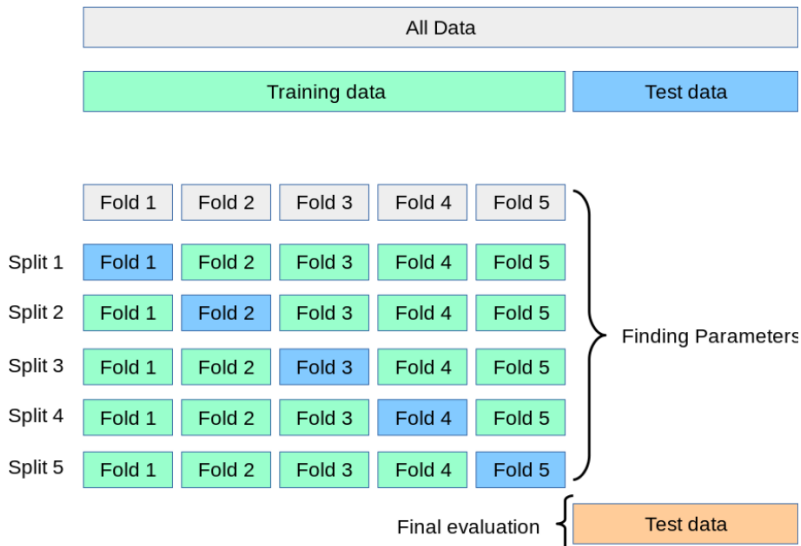 All Data
Training data Test data
Fold 1 Fold 2 Fold 3 Fold 4 Fold 5
Split 1 Fold 1 Fold 2 Fold 3 Fold 4 Fold 5
Split 2 Fold 1 Fold 2 Fold 3 Fold 4 Fold 5
Finding Parameters
Split 3 Fold 1 Fold 2 Fold 3 Fold 4 Fold 5
Split 4 Fold 1 Fold 2 Fold 3 Fold 4 Fold 5
Split 5 Fold 1 Fold 2 Fold 3 Fold 4 Fold 5
Final evaluation Test data